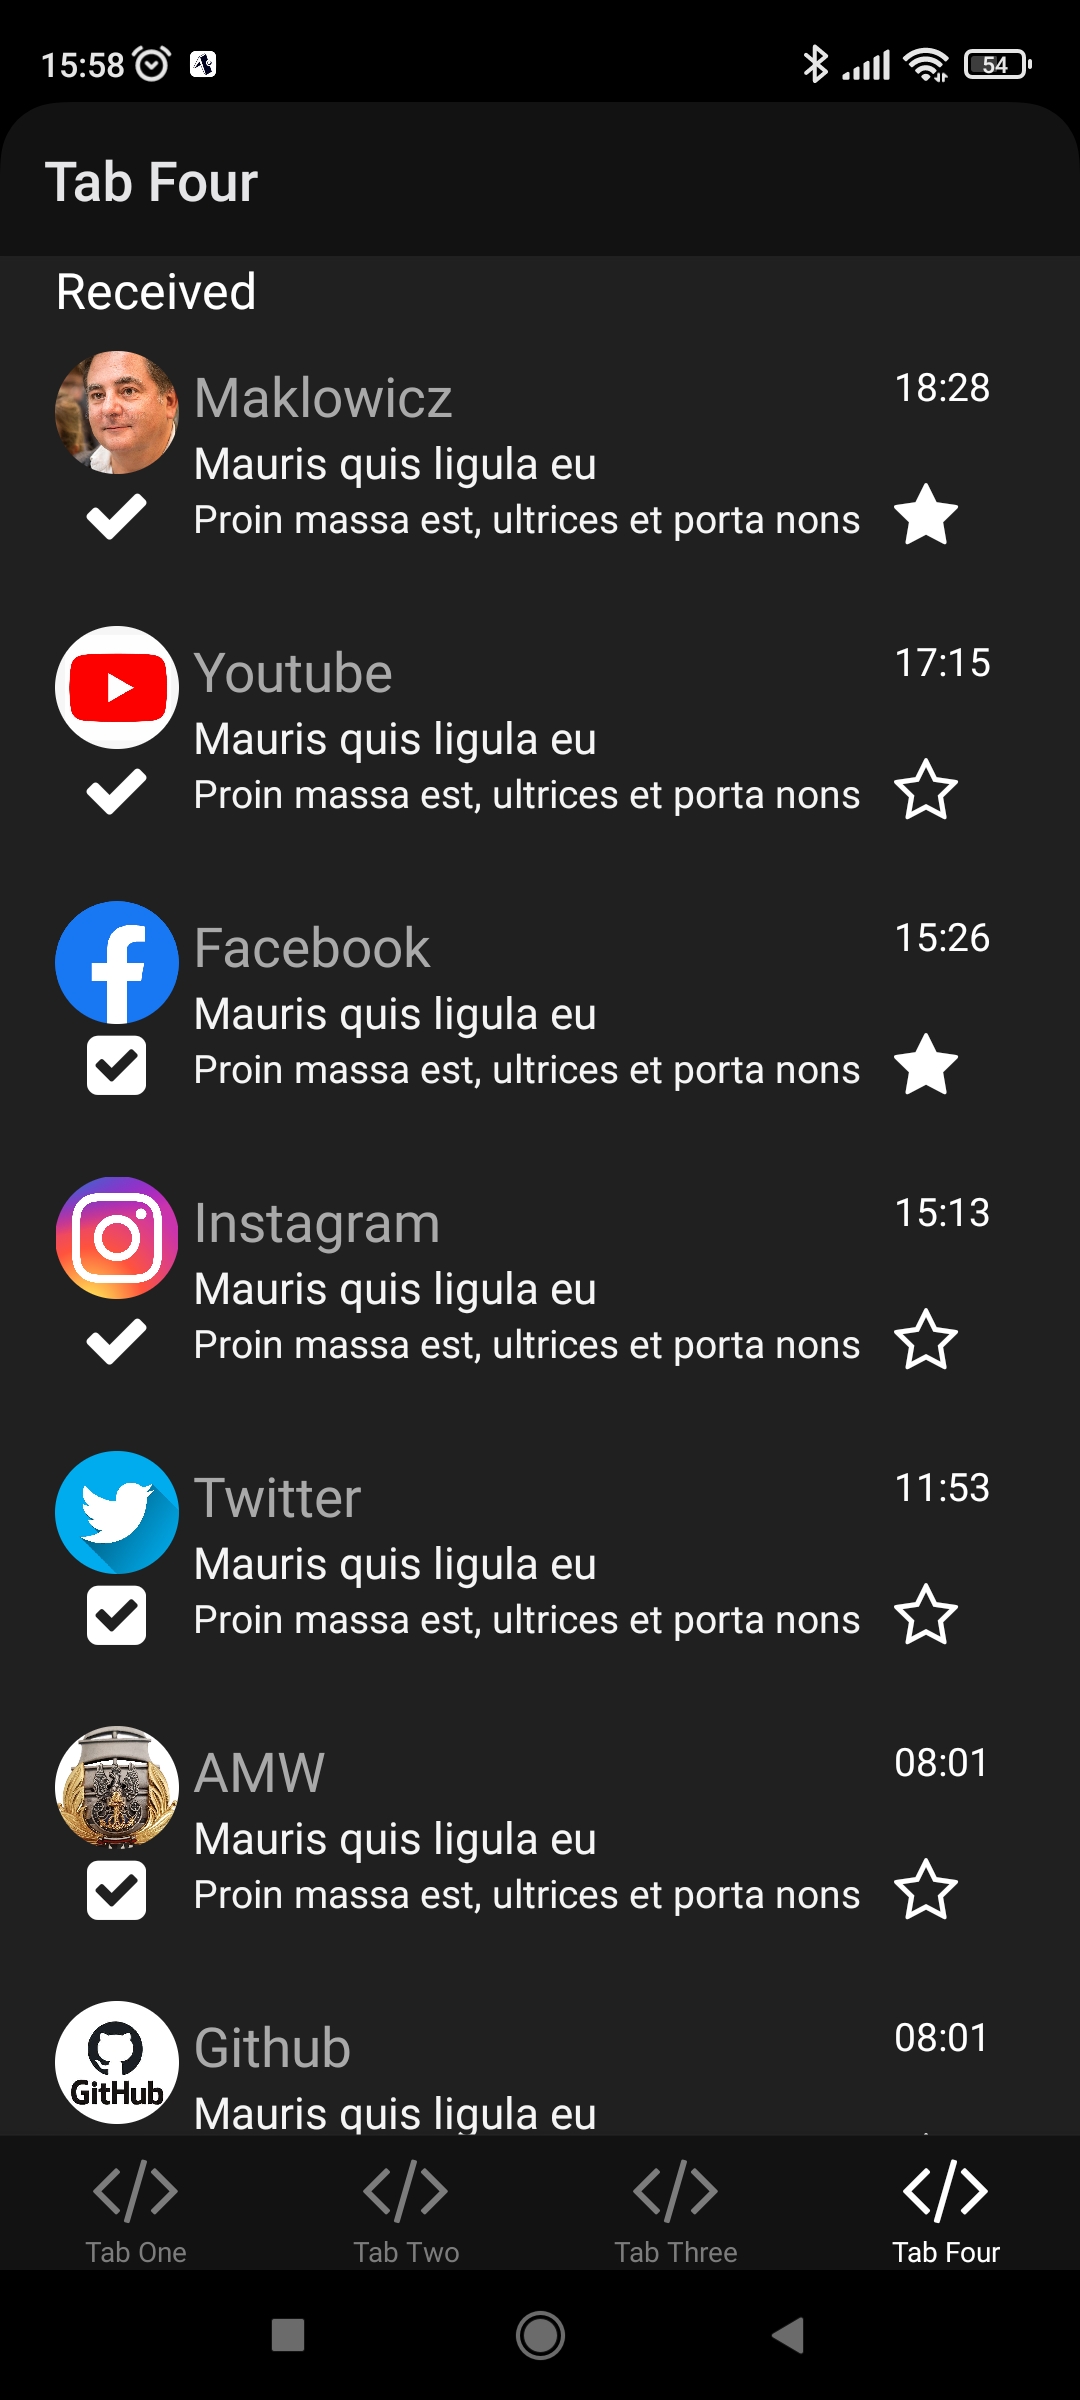 15:58
54
Tab Four
Received
Maklowicz
18:28
Mauris quis ligula eu
Proin massa est, ultrices et porta nons
Youtube
17:15
Mauris quis ligula eu
Proin massa est, ultrices et porta nons
Facebook
15:26
Mauris quis ligula eu
Proin massa est, ultrices et porta nons
Instagram
15:13
Mauris quis ligula eu
Proin massa est, ultrices et porta nons
Twitter
11:53
Mauris quis ligula eu
Proin massa est, ultrices et porta nons
AMW
08:01
Mauris quis ligula eu
Proin massa est, ultrices et porta nons
GitHub
Github
08:01
Mauris quis ligula eu
Tab One
Tab Two
Tab Three
Tab Four